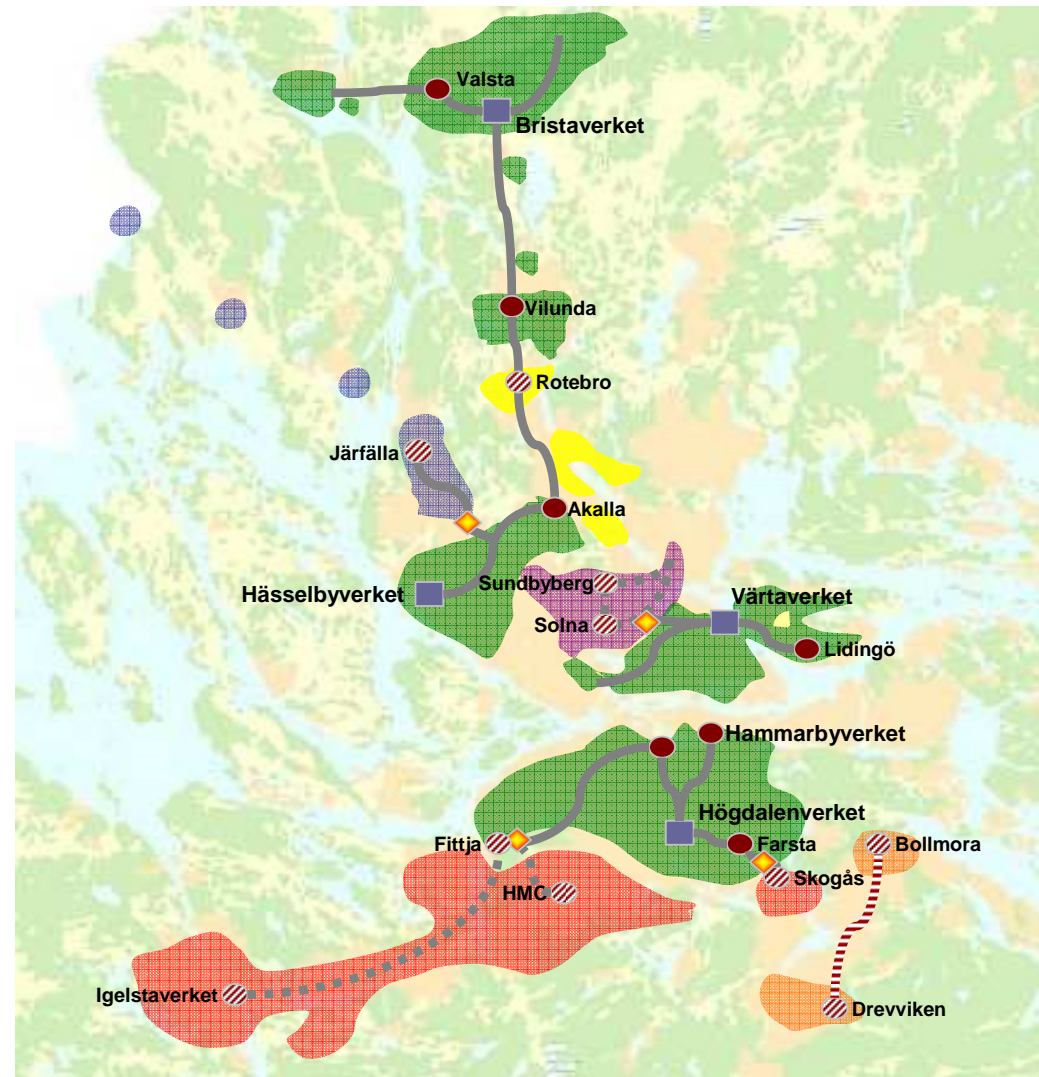 Valsta
Bristaverket
Vilunda
Rotebro
Järfälla
Akalla
Sundbyberg
Hässelbyverket
Värtaverket
Solna
Lidingö
Hammarbyverket
Högdalenverket
Fittja
Farsta
Bollmora
Skogås
HMC
Igelstaverket
Drevviken